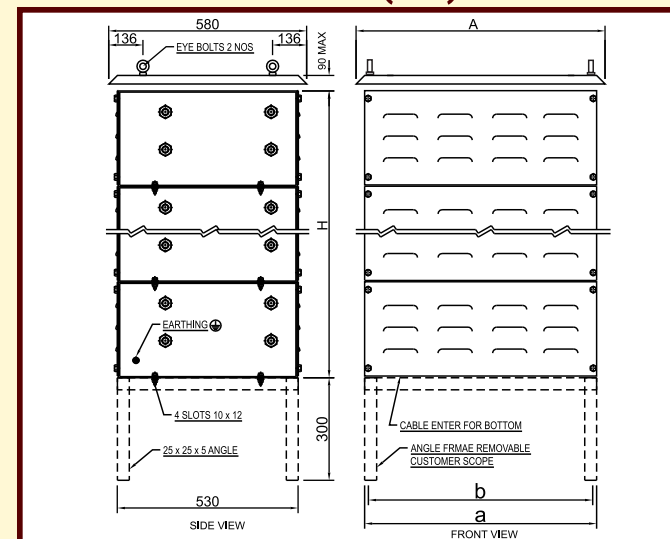 580
136
136
EYE BOLTS 2 NOS
90 MAX
A
H
EARTHING
4 SLOTS 10 x 12
25 x 25 x 5 ANGLE
300
530
SIDE VIEW
CABLE ENTER FOR BOTTOM
ANGLE FRMAE REMOVABLE
CUSTOMER SCOPE
b
a
FRONT VIEW